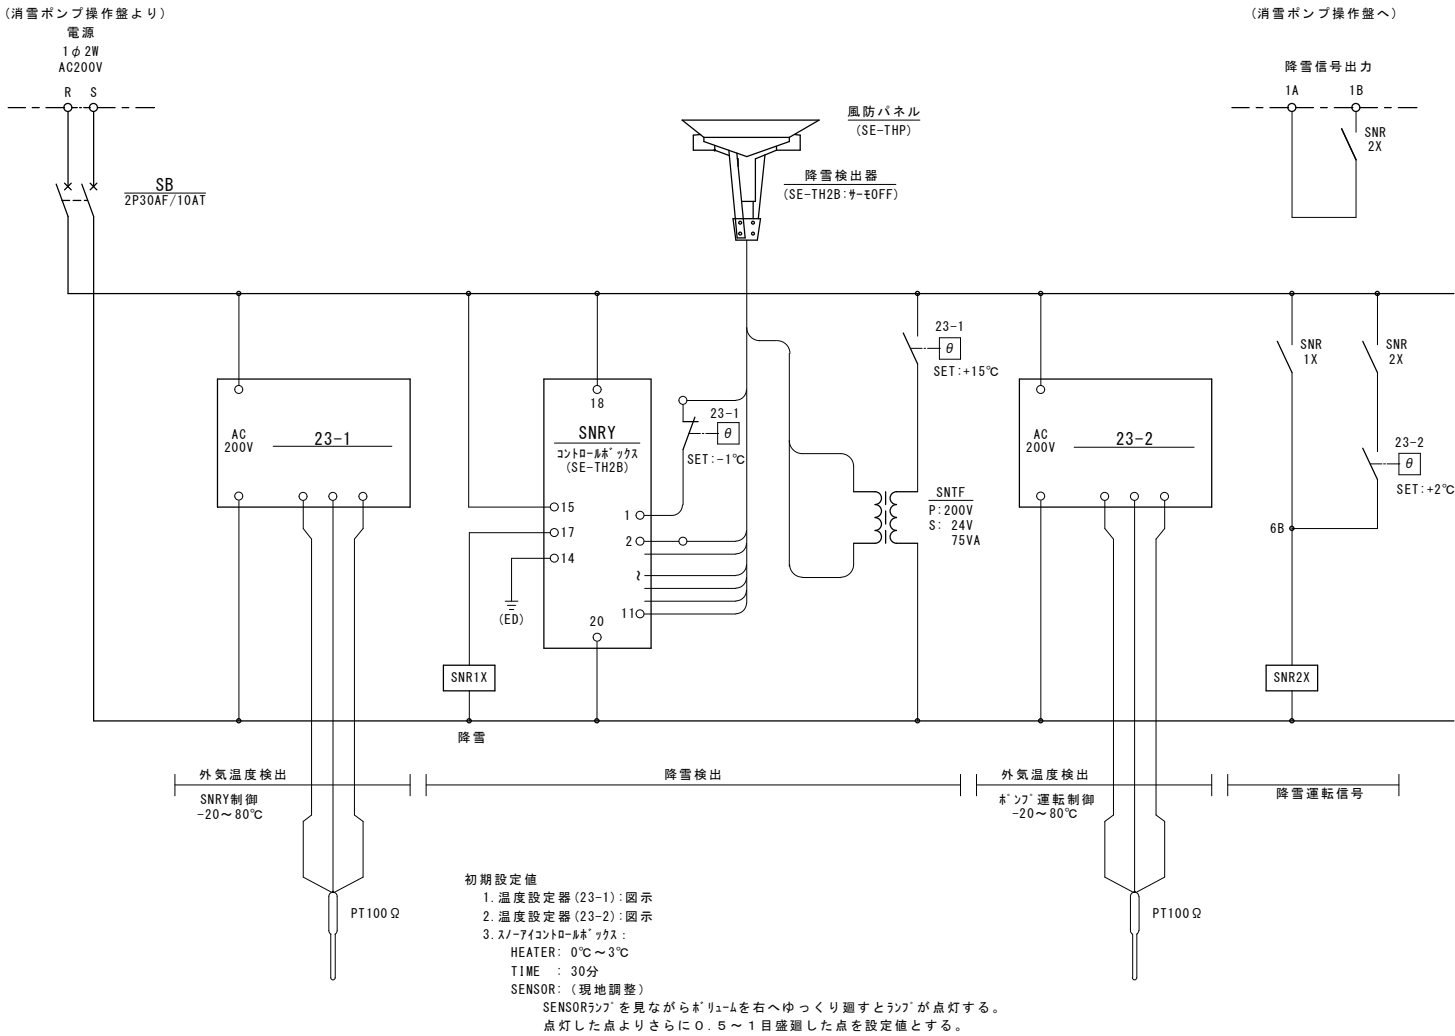 (消雪ポンプ操作盤より)
電源
1φ2W
AC200V
R S
(消雪ポンプ操作盤へ)
降雪信号出力
1A 1B
SNR
2X
SB
2P30AF/10AT
風防パネル
(SE-THP)
降雪検出器
(SE-TH2B:サーモOFF)
23-1
θ
SET:+15℃
SNR
1X
SNR
2X
AC
200V
23-1
18
SNRY
コントロールボックス
(SE-TH2B)
15
17
14
1
2
~
11
20
(ED)
23-1
θ
SET:-1℃
SNTF
P:200V
S: 24V
75VA
AC
200V
23-2
23-2
θ
SET:+2℃
6B
SNR1X
SNR2X
降雪
外気温度検出
SNRY制御
-20~80℃
降雪検出
外気温度検出
ポンプ運転制御
-20~80℃
降雪運転信号
PT100Ω
PT100Ω
初期設定値
1.温度設定器(23-1):図示
2.温度設定器(23-2):図示
3.スノーアイコントロールボックス:
HEATER: 0℃~3℃
TIME : 30分
SENSOR: (現地調整)
SENSORランプを見ながらボリュームを右へゆっくり廻すとランプが点灯する。
点灯した点よりさらに0.5~1目盛廻した点を設定値とする。